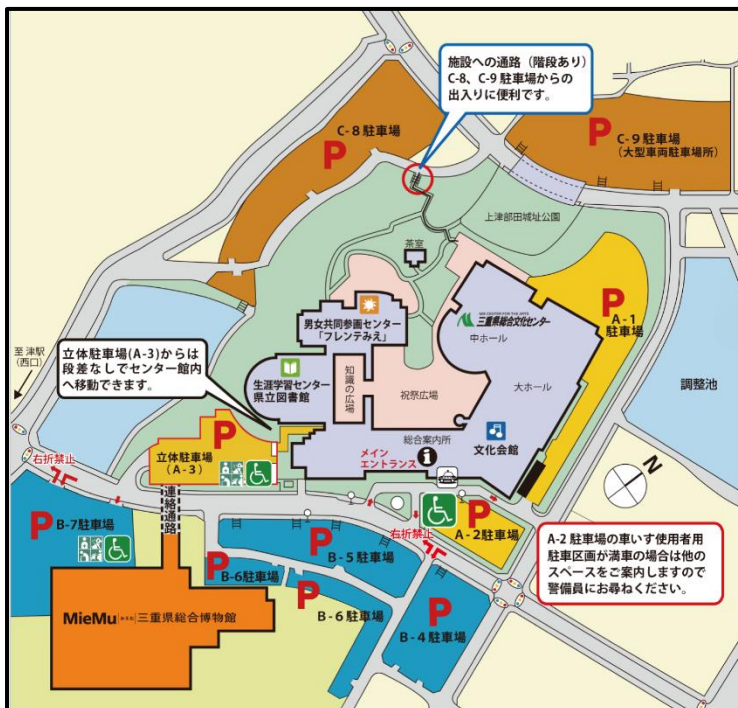 施設への通路（階段あり）
C-8、C-9 駐車場からの
出入りに便利です。
C-8 駐車場
P
C-9 駐車場
（大型車両駐車場所）
P
上津部田城址公園
茶室
P
A-1
駐車場
男女共同参画センター
「フレンテみえ」
MIE CENTER FOR THE ARTS
三重県総合文化センター
中ホール
至 津駅
（西口）
立体駐車場(A-3)からは
段差なしでセンター館内
へ移動できます。
生涯学習センター
県立図書館
知識の広場
祝祭広場
大ホール
調整池
P
立体駐車場
（A-3）
総合案内所
文化会館
メイン
エントランス
i
N
右折禁止
連絡通路
P
B-7駐車場
P
A-2駐車場
右折禁止
A-2 駐車場の車いす使用者用
駐車区画が満車の場合は他の
スペースをご案内しますので
警備員にお尋ねください。
P
B-5 駐車場
P
B-6駐車場
P
B-6 駐車場
P
B-4 駐車場
MieMu
三重県総合博物館